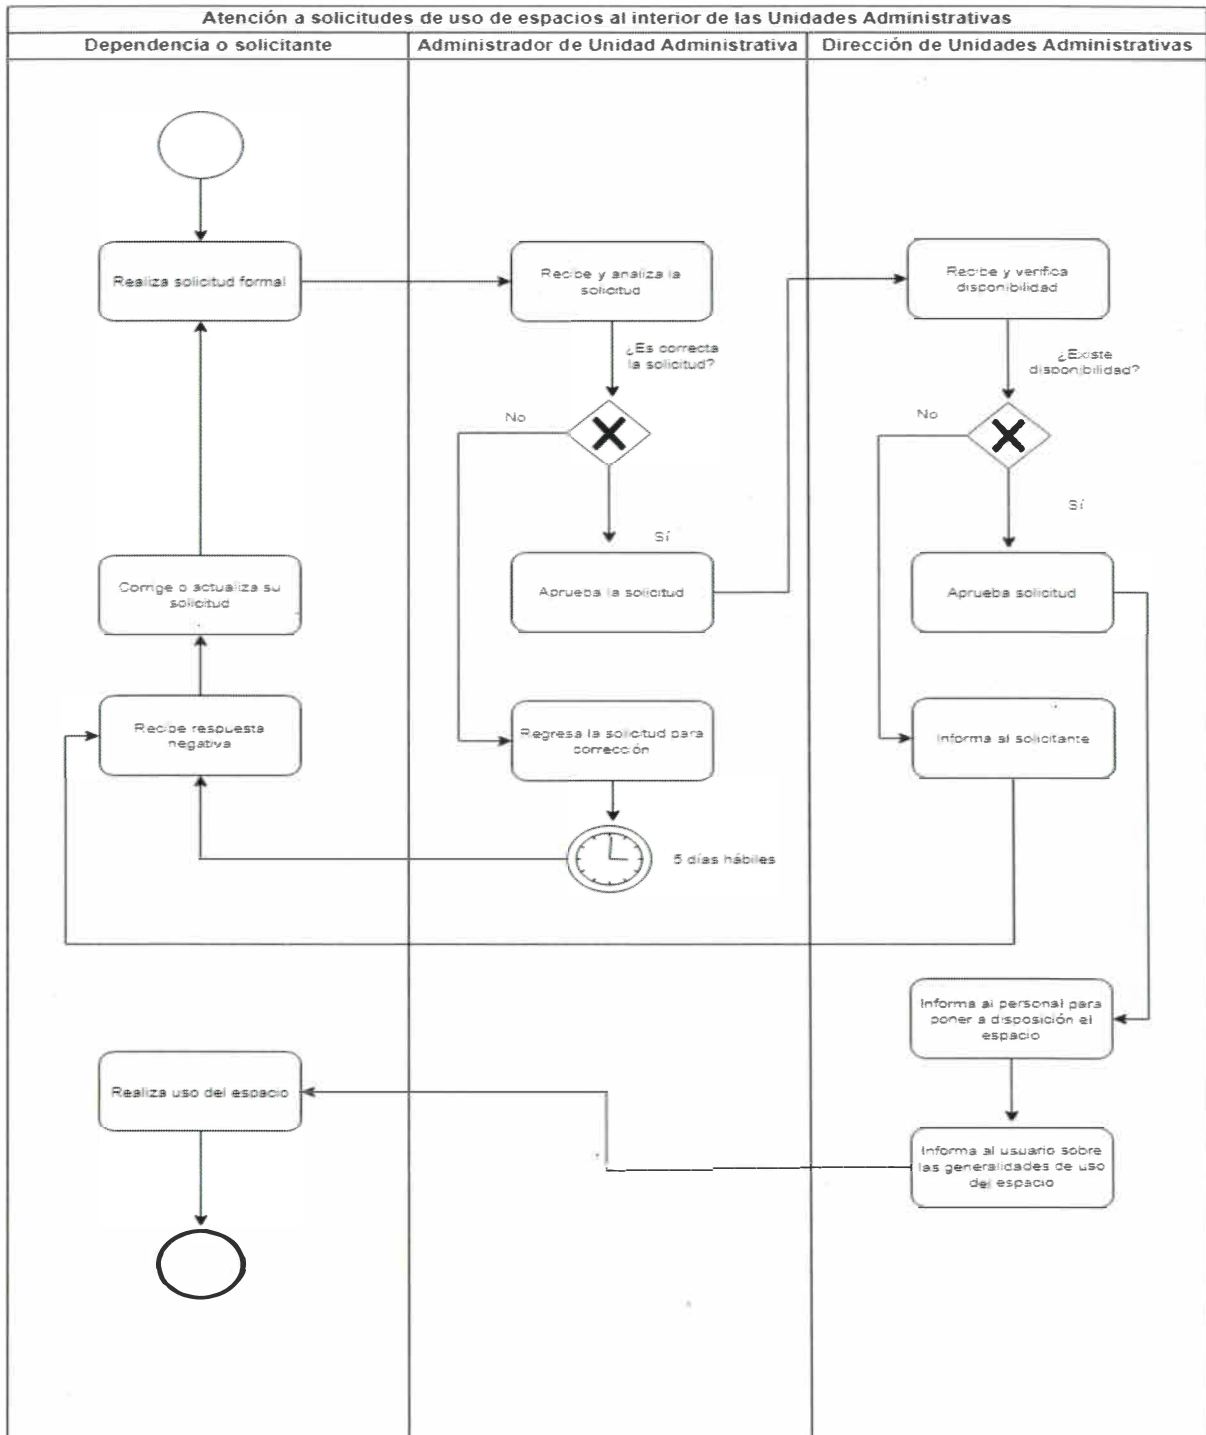 Atención a solicitudes de uso de espacios al interior de las Unidades Administrativas
Dependencia o solicitante
Administrador de Unidad Administrativa
Dirección de Unidades Administrativas
Realiza solicitud formal
Recibe y analiza la
solicitud
Recibe y verifica
disponibilidad
¿Es correcta
la solicitud?
¿Existe
disponibilidad?
No
No
Sí
Sí
Corrige o actualiza su
solicitud
Aprueba la solicitud
Aprueba solicitud
Recibe respuesta
negativa
Regresa la solicitud para
corrección
Informa al solicitante
5 días hábiles
Informa al personal para
poner a disposición el
espacio
Realiza uso del espacio
Informa al usuario sobre
las generalidades de uso
del espacio